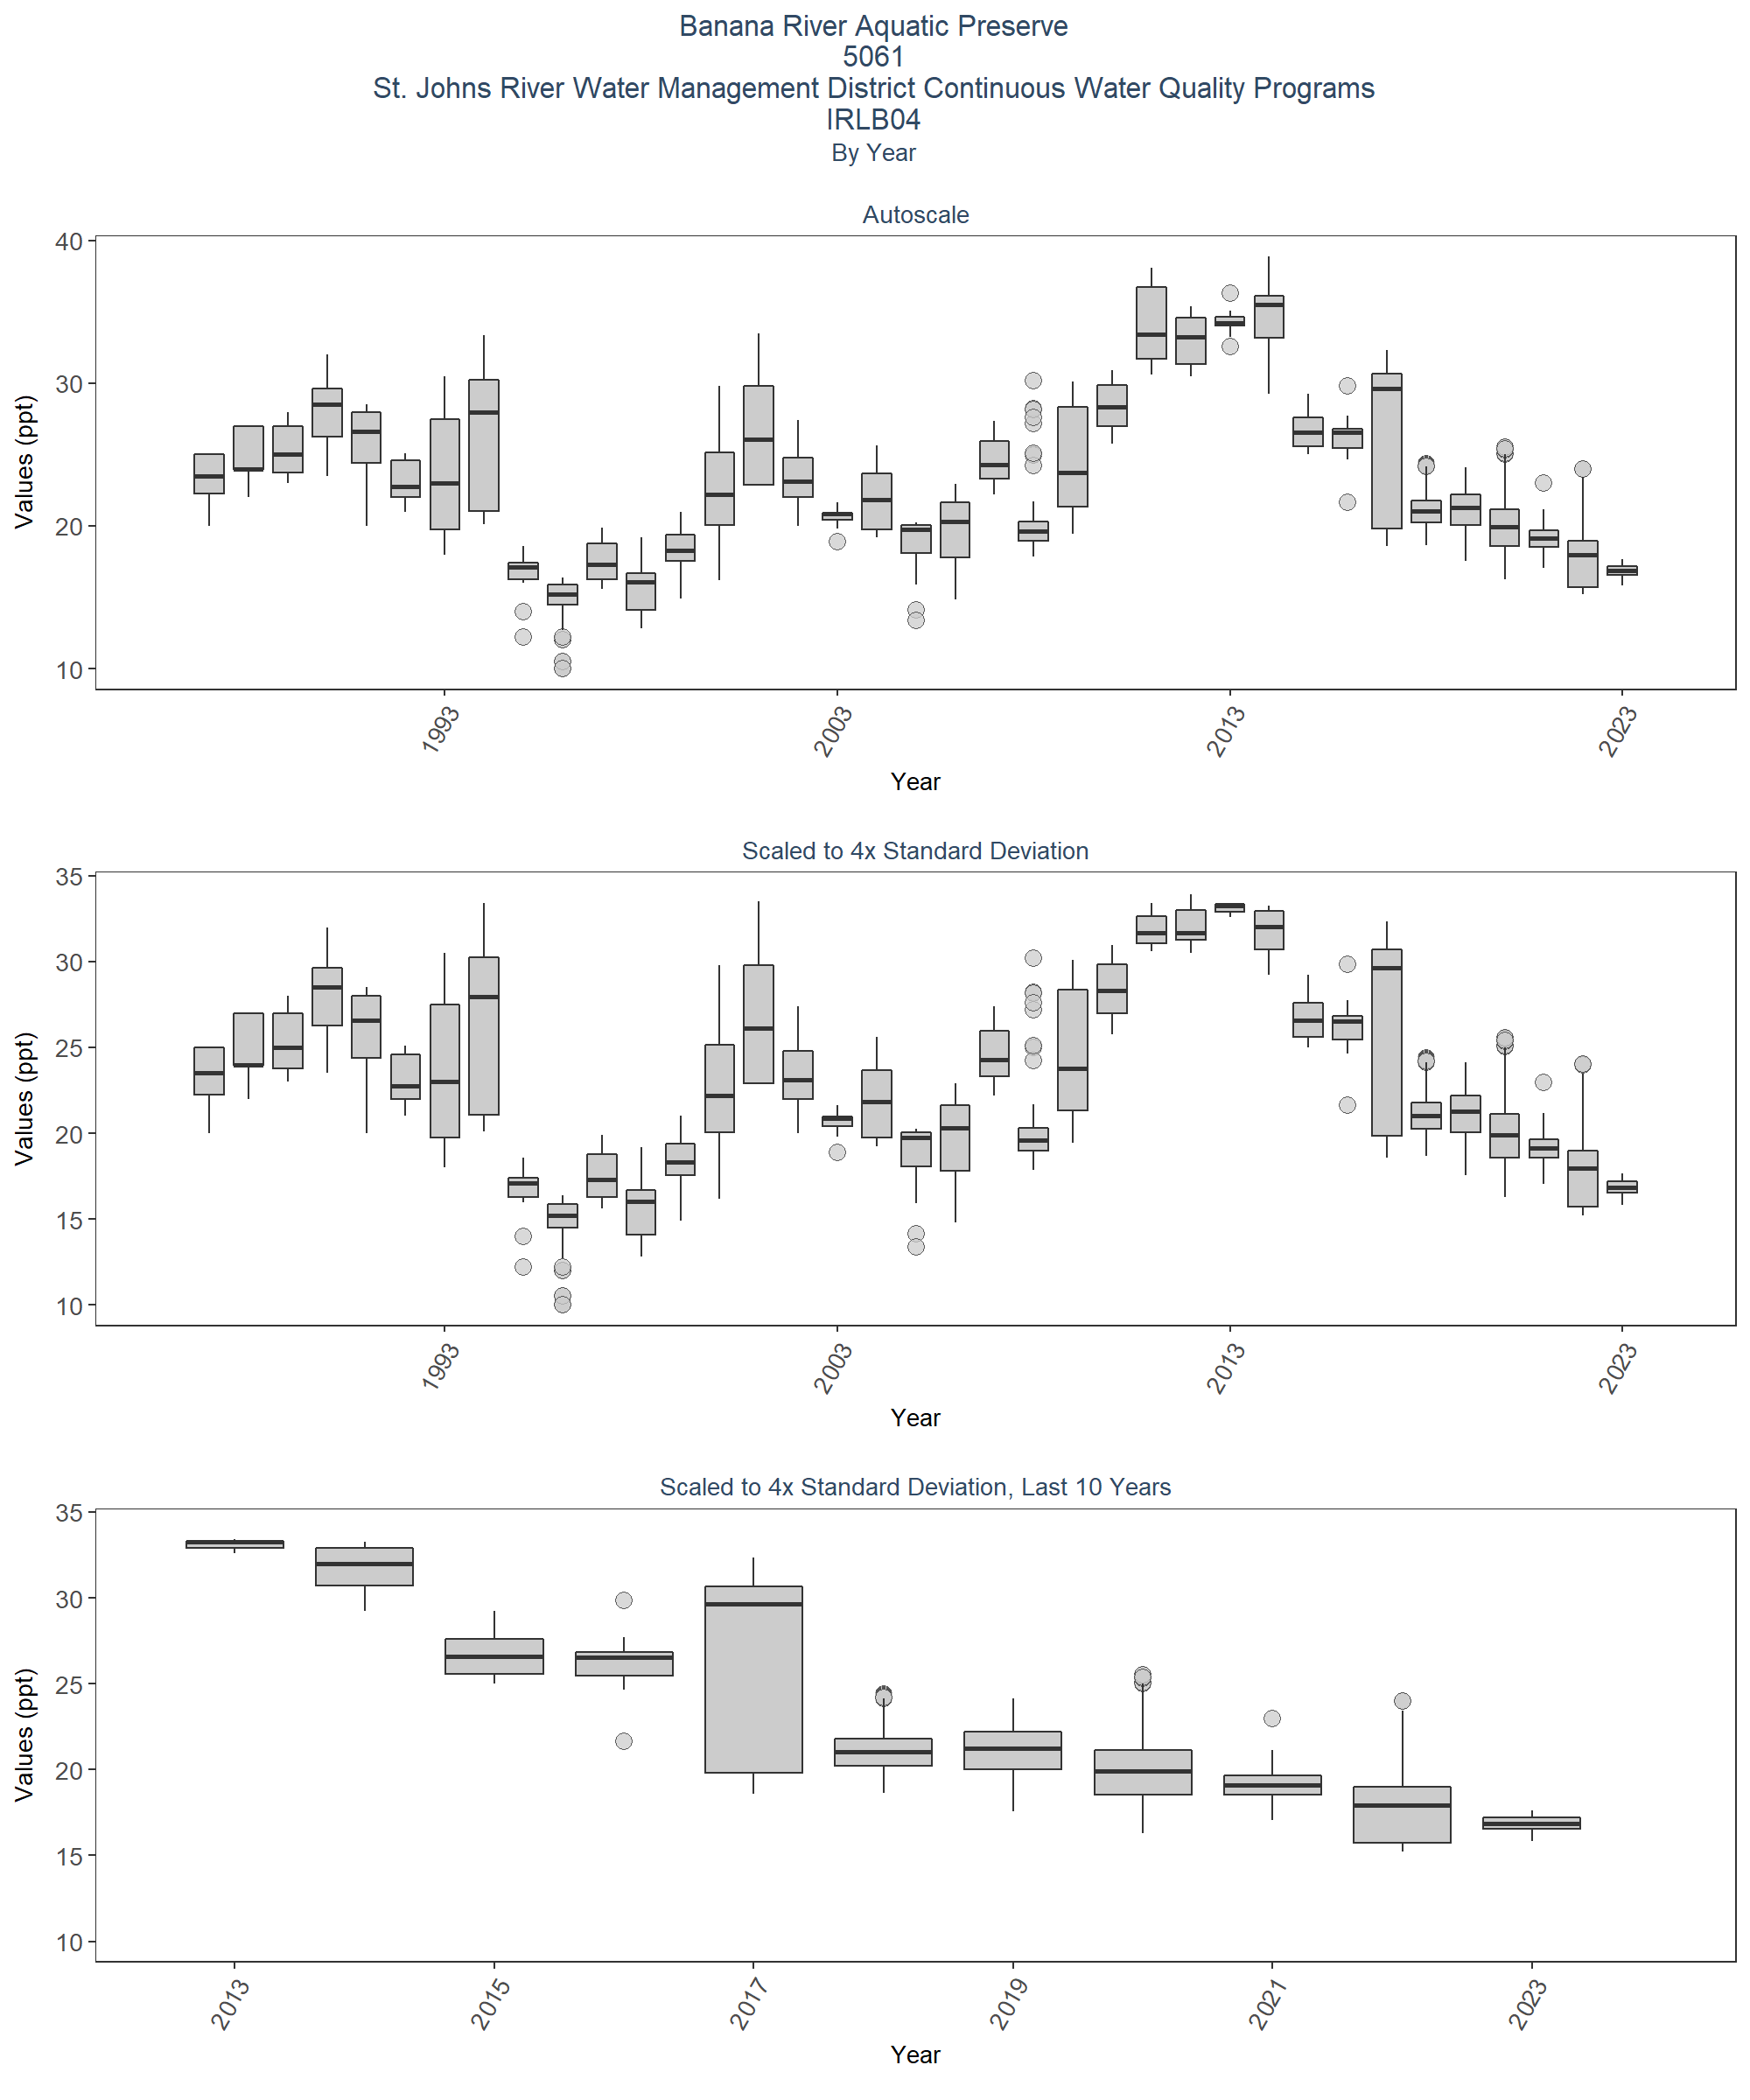 Banana River Aquatic Preserve
5061
St. Johns River Water Management District Continuous Water Quality Programs
IRLB04
By Year
Autoscale
Values (ppt)
40
30
20
10
1993
2003
2013
2023
Year
Scaled to 4x Standard Deviation
Values (ppt)
35
30
25
20
15
10
1993
2003
2013
2023
Year
Scaled to 4x Standard Deviation, Last 10 Years
Values (ppt)
35
30
25
20
15
10
2013
2015
2017
2019
2021
2023
Year